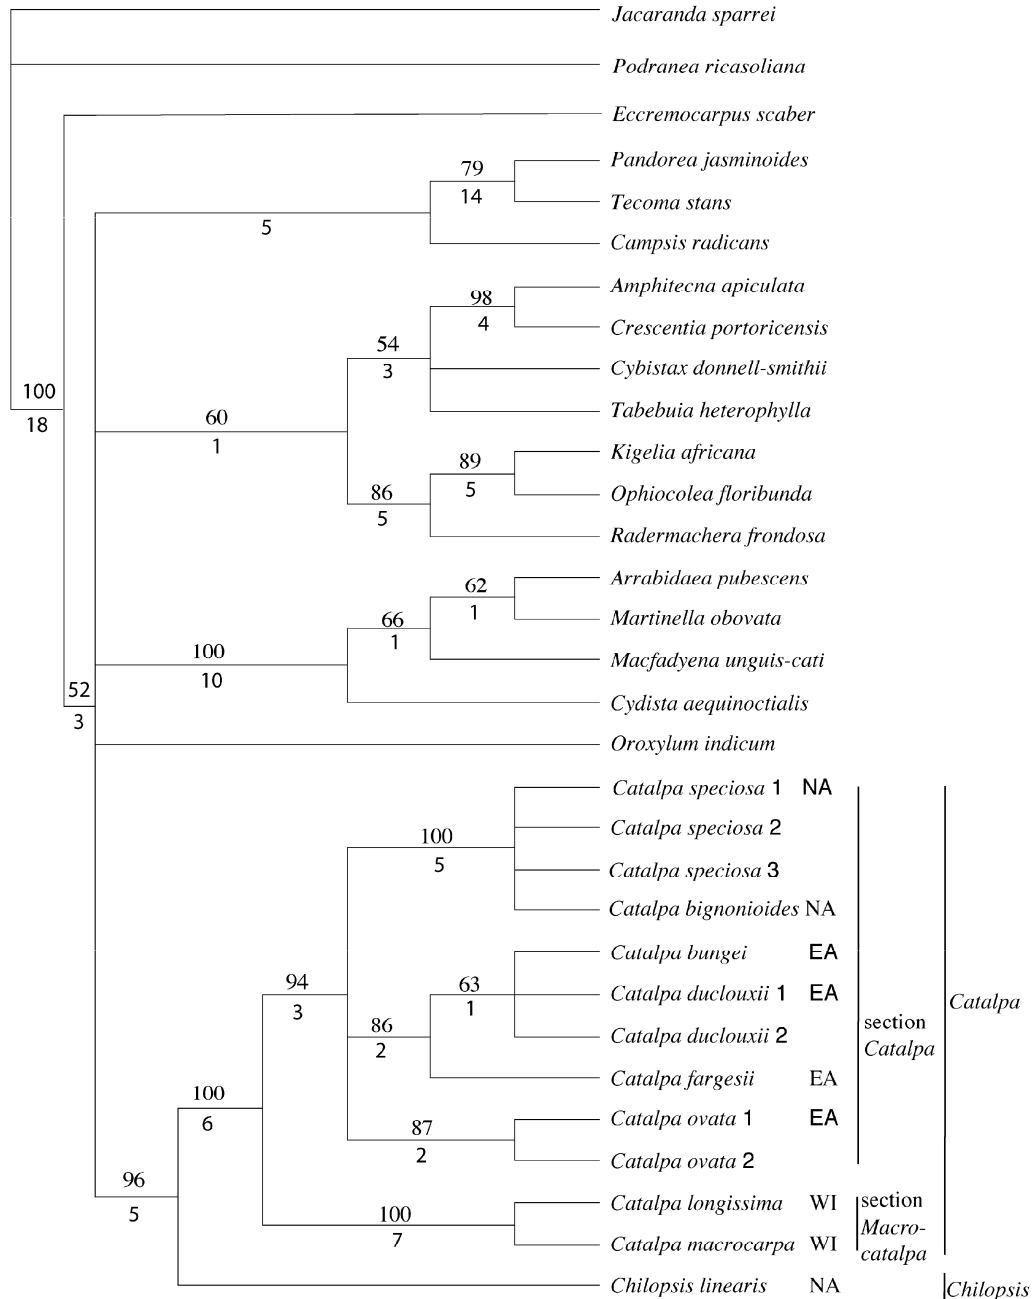 Jacaranda sparrei
Podranea ricasoliana
Eccremocarpus scaber
Pandorea jasminoides
79
14
Tecoma stans
5
Campsis radicans
Amphitecna apiculata
98
4
Crescentia portoricensis
54
3
Cybistax donnell-smithii
100
18
Tabebuia heterophylla
60
1
Kigelia africana
89
5
Ophiocolea floribunda
86
5
Radermachera frondosa
Arrabidaea pubescens
62
1
Martinella obovata
66
1
Macfadyena unguis-cati
100
10
Cydista aequinoctialis
52
3
Oroxylum indicum
Catalpa speciosa 1 NA
Catalpa speciosa 2
100
5
Catalpa speciosa 3
Catalpa bignonioides NA
Catalpa bungei EA
94
3
63
1
Catalpa duclouxii 1 EA
86
2
Catalpa duclouxii 2
Catalpa fargesii EA
section
Catalpa
Catalpa
100
6
Catalpa ovata 1 EA
87
2
Catalpa ovata 2
96
5
Catalpa longissima WI
100
7
Catalpa macrocarpa WI
section
Macro-
catalpa
Chilopsis linearis NA
Chilopsis